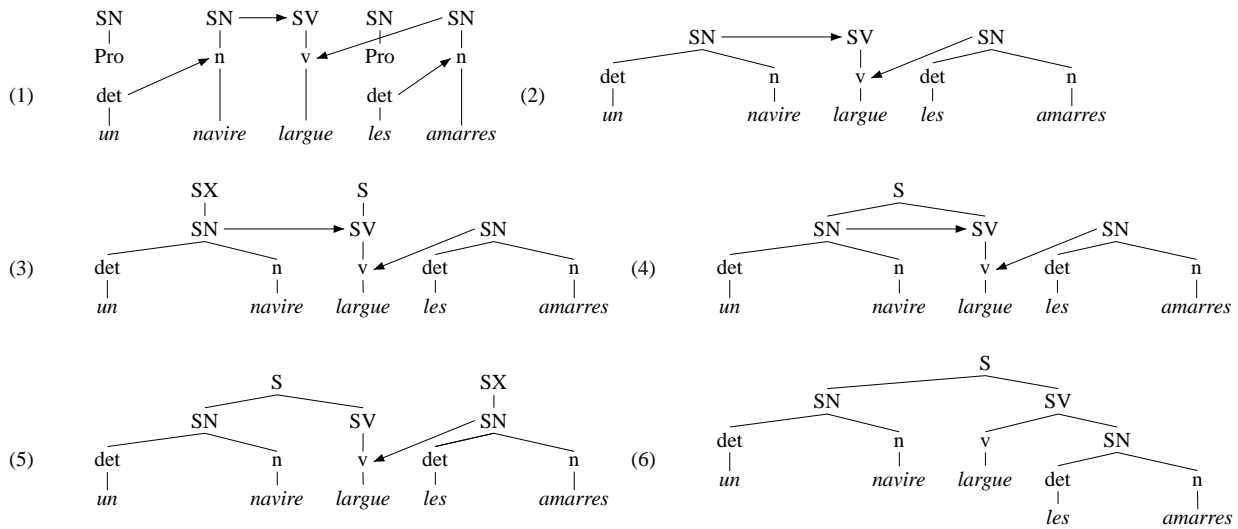 SN SN SV SN SN
Pro n v Pro n
det det
(1)
un navire largue les amarres
SN SV SN
det n v det n
(2)
un navire largue les amarres
SX S
SN SV SN
(3)
det n v det n
un navire largue les amarres
S
SN SV SN
(4)
det n v det n
un navire largue les amarres
S SX
SN SV SN
(5)
det n v det n
un navire largue les amarres
S
SN SV
(6)
det n v SN
un navire largue det n
les amarres